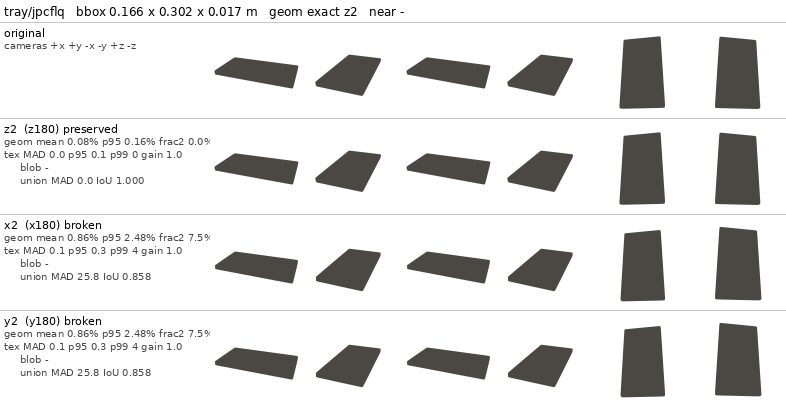 tray/jpcflq bbox 0.166 x 0.302 x 0.017 m geom exact z2 near -
original
cameras +x +y -x -y +z -z
z2 (z180) preserved
geom mean 0.08% p95 0.16% frac2 0.0%
tex MAD 0.0 p95 0.1 p99 0 gain 1.0
blob -
union MAD 0.0 IoU 1.000
x2 (x180) broken
geom mean 0.86% p95 2.48% frac2 7.5%
tex MAD 0.1 p95 0.3 p99 4 gain 1.0
blob -
union MAD 25.8 IoU 0.858
y2 (y180) broken
geom mean 0.86% p95 2.48% frac2 7.5%
tex MAD 0.1 p95 0.3 p99 4 gain 1.0
blob -
union MAD 25.8 IoU 0.858